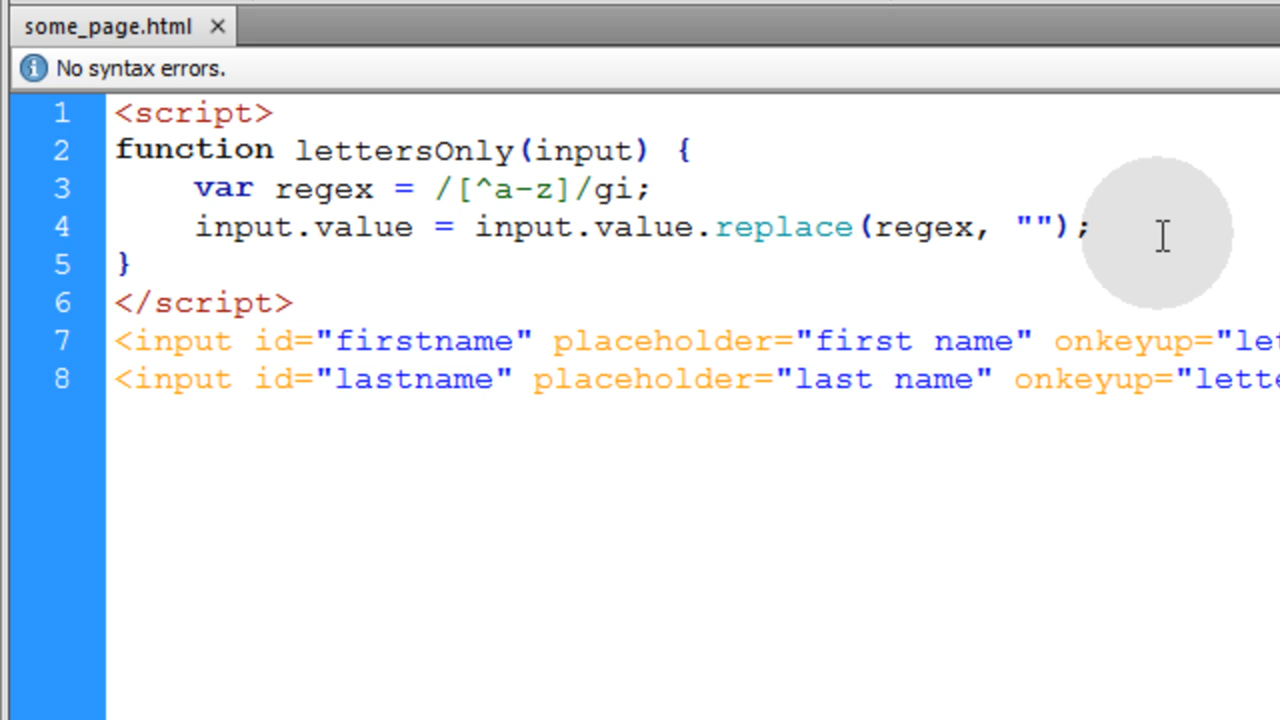 some_page.html
No syntax errors.
1 <script>
2 function lettersOnly(input) {
3     var regex = /[^a-z]/gi;
4     input.value = input.value.replace(regex, "");
5 }
6 </script>
7 <input id="firstname" placeholder="first name" onkeyup="let
8 <input id="lastname" placeholder="last name" onkeyup="lette